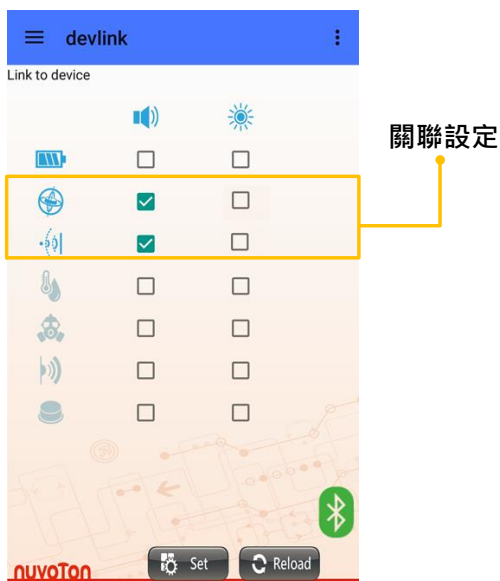 devlink
Link to device
關聯設定
Set
Reload
nuvoTon